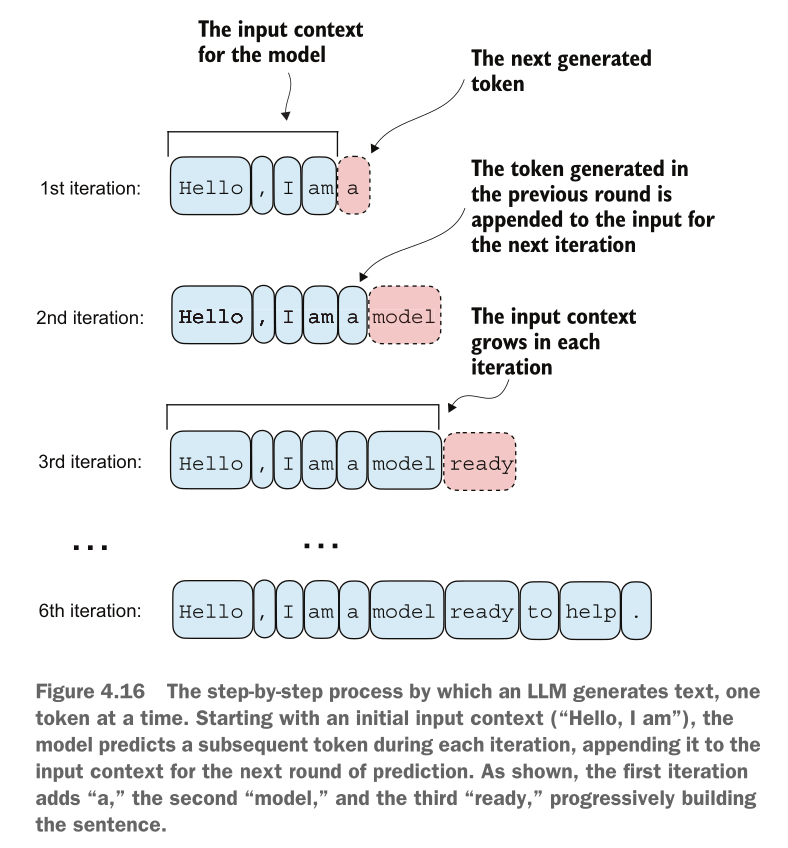 The input context
for the model
The next generated
token
1st iteration:
Hello , I am a
The token generated in
the previous round is
appended to the input for
the next iteration
2nd iteration:
Hello , I am a model
The input context
grows in each
iteration
3rd iteration:
Hello , I am a model ready
... ...
6th iteration:
Hello , I am a model ready to help .
Figure 4.16 The step-by-step process by which an LLM generates text, one
token at a time. Starting with an initial input context (“Hello, I am”), the
model predicts a subsequent token during each iteration, appending it to the
input context for the next round of prediction. As shown, the first iteration
adds “a,” the second “model,” and the third “ready,” progressively building
the sentence.